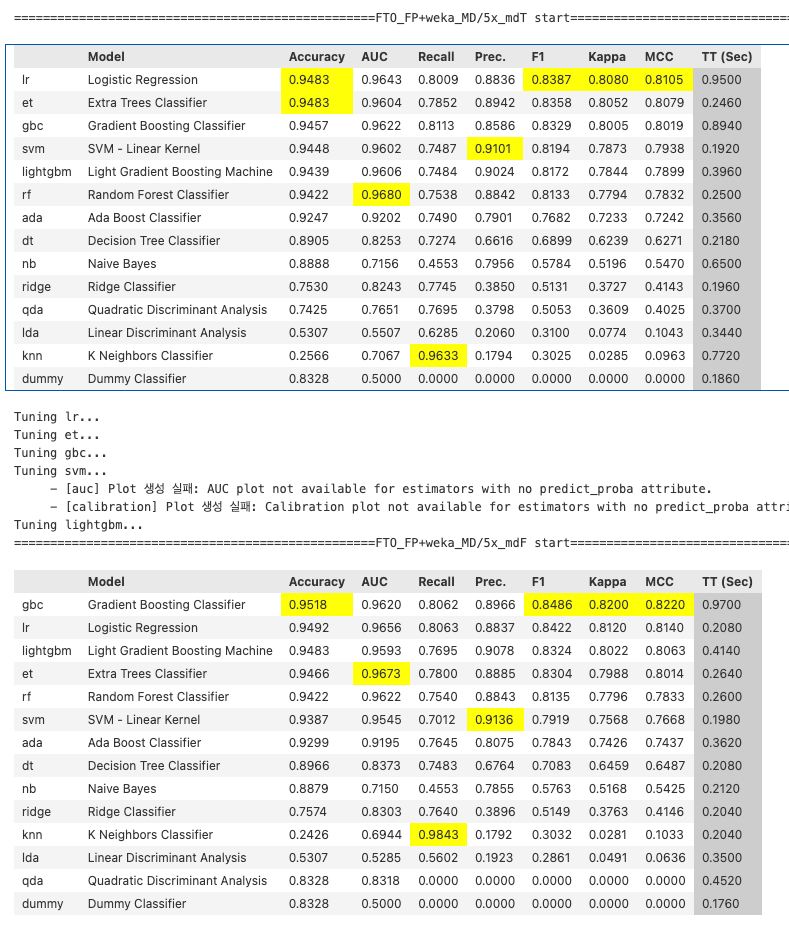 ==================================================FTO_FP+weka_MD/5x_mdT start==============================
Model Accuracy AUC Recall Prec. F1 Kappa MCC TT (Sec)
lr Logistic Regression 0.9483 0.9643 0.8009 0.8836 0.8387 0.8080 0.8105 0.9500
et Extra Trees Classifier 0.9483 0.9604 0.7852 0.8942 0.8358 0.8052 0.8079 0.2460
gbc Gradient Boosting Classifier 0.9457 0.9622 0.8113 0.8586 0.8329 0.8005 0.8019 0.8940
svm SVM - Linear Kernel 0.9448 0.9602 0.7487 0.9101 0.8194 0.7873 0.7938 0.1920
lightgbm Light Gradient Boosting Machine 0.9439 0.9606 0.7484 0.9024 0.8172 0.7844 0.7899 0.3960
rf Random Forest Classifier 0.9422 0.9680 0.7538 0.8842 0.8133 0.7794 0.7832 0.2500
ada Ada Boost Classifier 0.9247 0.9202 0.7490 0.7901 0.7682 0.7233 0.7242 0.3560
dt Decision Tree Classifier 0.8905 0.8253 0.7274 0.6616 0.6899 0.6239 0.6271 0.2180
nb Naive Bayes 0.8888 0.7156 0.4553 0.7956 0.5784 0.5196 0.5470 0.6500
ridge Ridge Classifier 0.7530 0.8243 0.7745 0.3850 0.5131 0.3727 0.4143 0.1960
qda Quadratic Discriminant Analysis 0.7425 0.7651 0.7695 0.3798 0.5053 0.3609 0.4025 0.3700
lda Linear Discriminant Analysis 0.5307 0.5507 0.6285 0.2060 0.3100 0.0774 0.1043 0.3440
knn K Neighbors Classifier 0.2566 0.7067 0.9633 0.1794 0.3025 0.0285 0.0963 0.7720
dummy Dummy Classifier 0.8328 0.5000 0.0000 0.0000 0.0000 0.0000 0.0000 0.1860
Tuning lr...
Tuning et...
Tuning gbc...
Tuning svm...
- [auc] Plot 생성 실패: AUC plot not available for estimators with no predict_proba attribute.
- [calibration] Plot 생성 실패: Calibration plot not available for estimators with no predict_proba attri
Tuning lightgbm...
==================================================FTO_FP+weka_MD/5x_mdF start==============================
Model Accuracy AUC Recall Prec. F1 Kappa MCC TT (Sec)
gbc Gradient Boosting Classifier 0.9518 0.9620 0.8062 0.8966 0.8486 0.8200 0.8220 0.9700
lr Logistic Regression 0.9492 0.9656 0.8063 0.8837 0.8422 0.8120 0.8140 0.2080
lightgbm Light Gradient Boosting Machine 0.9483 0.9593 0.7695 0.9078 0.8324 0.8022 0.8063 0.4140
et Extra Trees Classifier 0.9466 0.9673 0.7800 0.8885 0.8304 0.7988 0.8014 0.2640
rf Random Forest Classifier 0.9422 0.9622 0.7540 0.8843 0.8135 0.7796 0.7833 0.2600
svm SVM - Linear Kernel 0.9387 0.9545 0.7012 0.9136 0.7919 0.7568 0.7668 0.1980
ada Ada Boost Classifier 0.9299 0.9195 0.7645 0.8075 0.7843 0.7426 0.7437 0.3620
dt Decision Tree Classifier 0.8966 0.8373 0.7483 0.6764 0.7083 0.6459 0.6487 0.2080
nb Naive Bayes 0.8879 0.7150 0.4553 0.7855 0.5763 0.5168 0.5425 0.2120
ridge Ridge Classifier 0.7574 0.8303 0.7640 0.3896 0.5149 0.3763 0.4146 0.2040
knn K Neighbors Classifier 0.2426 0.6944 0.9843 0.1792 0.3032 0.0281 0.1033 0.2040
lda Linear Discriminant Analysis 0.5307 0.5285 0.5602 0.1923 0.2861 0.0491 0.0636 0.3500
qda Quadratic Discriminant Analysis 0.8328 0.8318 0.0000 0.0000 0.0000 0.0000 0.0000 0.4520
dummy Dummy Classifier 0.8328 0.5000 0.0000 0.0000 0.0000 0.0000 0.0000 0.1760